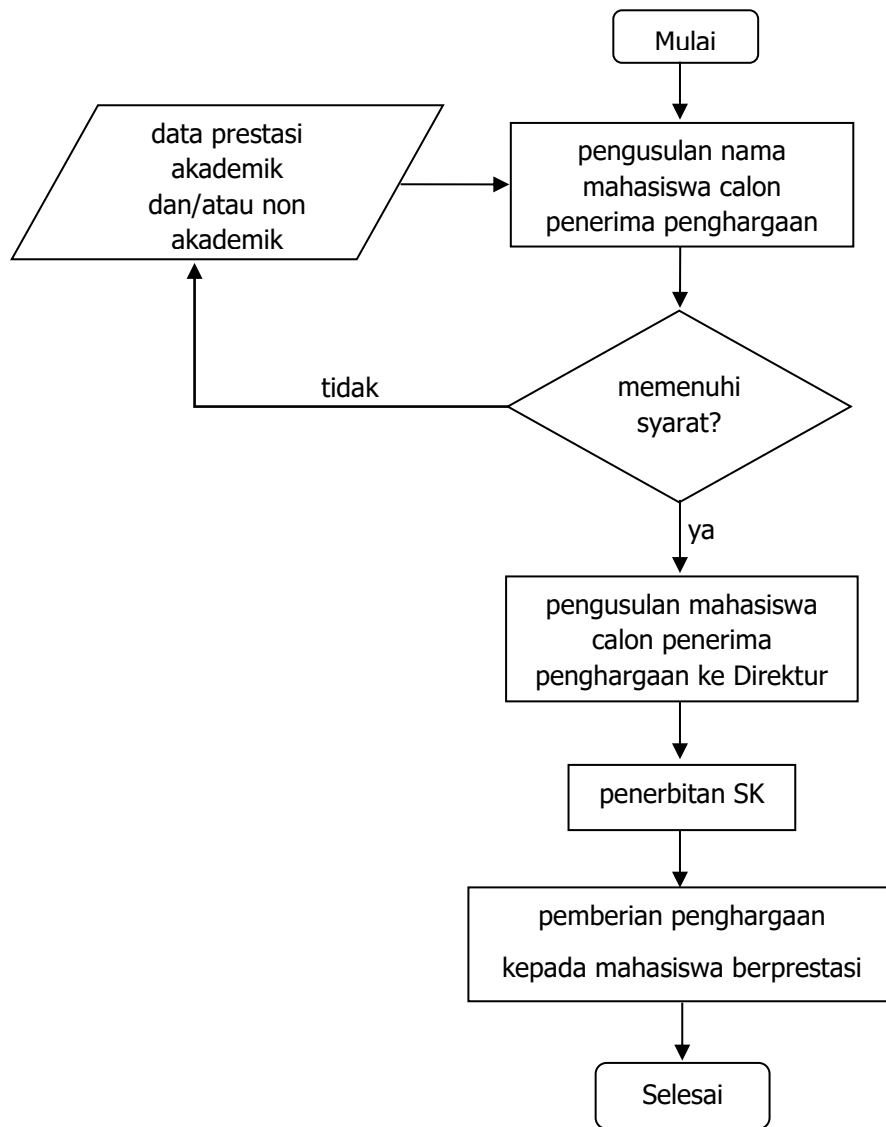 Mulai
data prestasi
akademik
dan/atau non
akademik
pengusulan nama
mahasiswa calon
penerima penghargaan
tidak
memenuhi
syarat?
ya
pengusulan mahasiswa
calon penerima
penghargaan ke Direktur
penerbitan SK
pemberian penghargaan
kepada mahasiswa berprestasi
Selesai